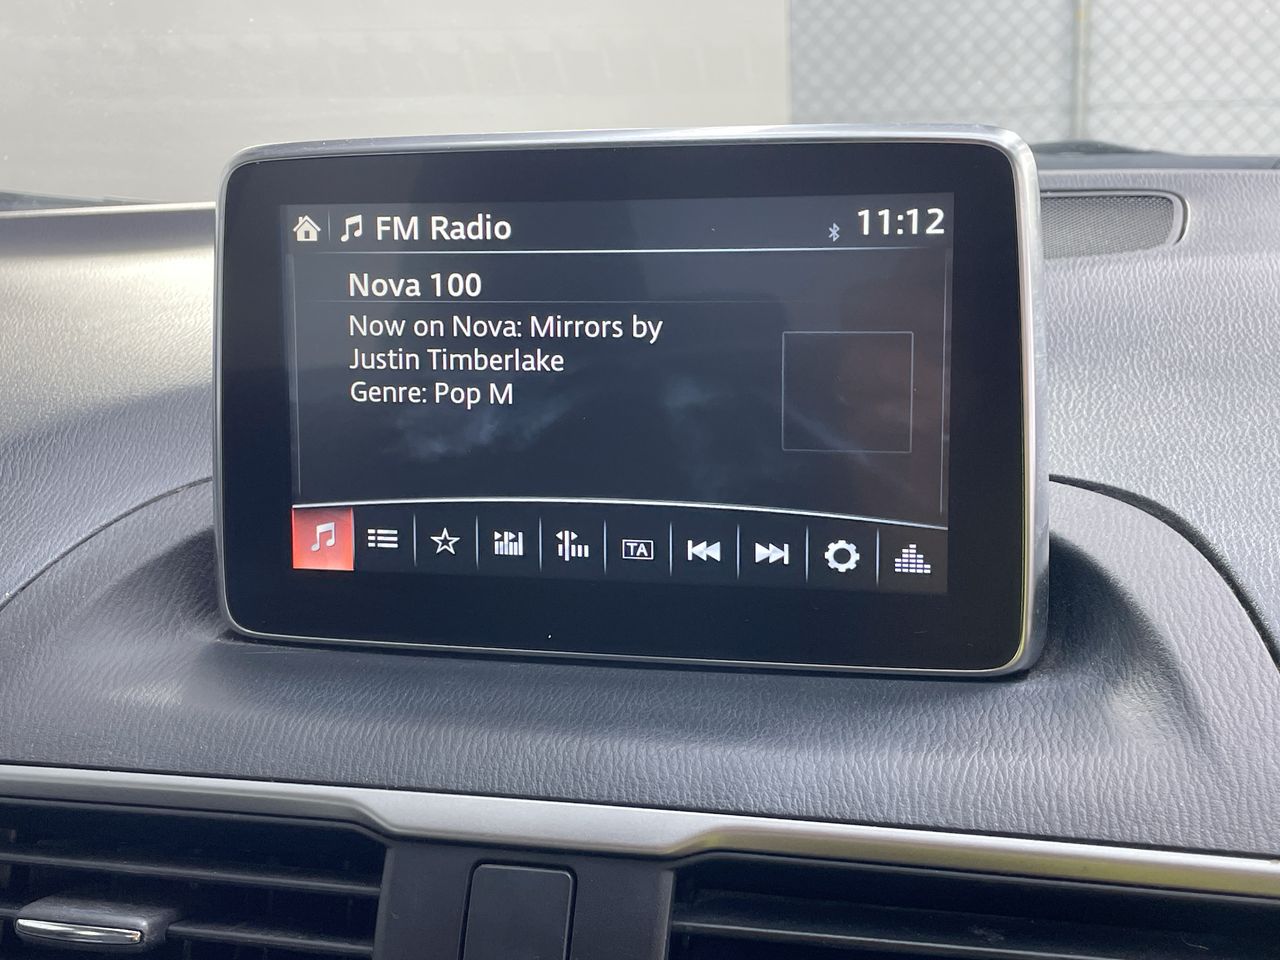 FM Radio
11:12
Nova 100
Now on Nova: Mirrors by
Justin Timberlake
Genre: Pop M
TA